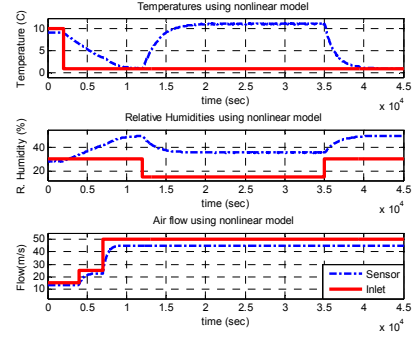 Temperatures using nonlinear model
Temperature (C)
10
5
0
0 0.5 1 1.5 2 2.5 3 3.5 4 4.5
time (sec)
x 10^4
Relative Humidities using nonlinear model
R. Humidity (%)
40
20
0 0.5 1 1.5 2 2.5 3 3.5 4 4.5
time (sec)
x 10^4
Air flow using nonlinear model
Flow(m/s)
50
40
30
20
10
Sensor
Inlet
0 0.5 1 1.5 2 2.5 3 3.5 4 4.5
time (sec)
x 10^4